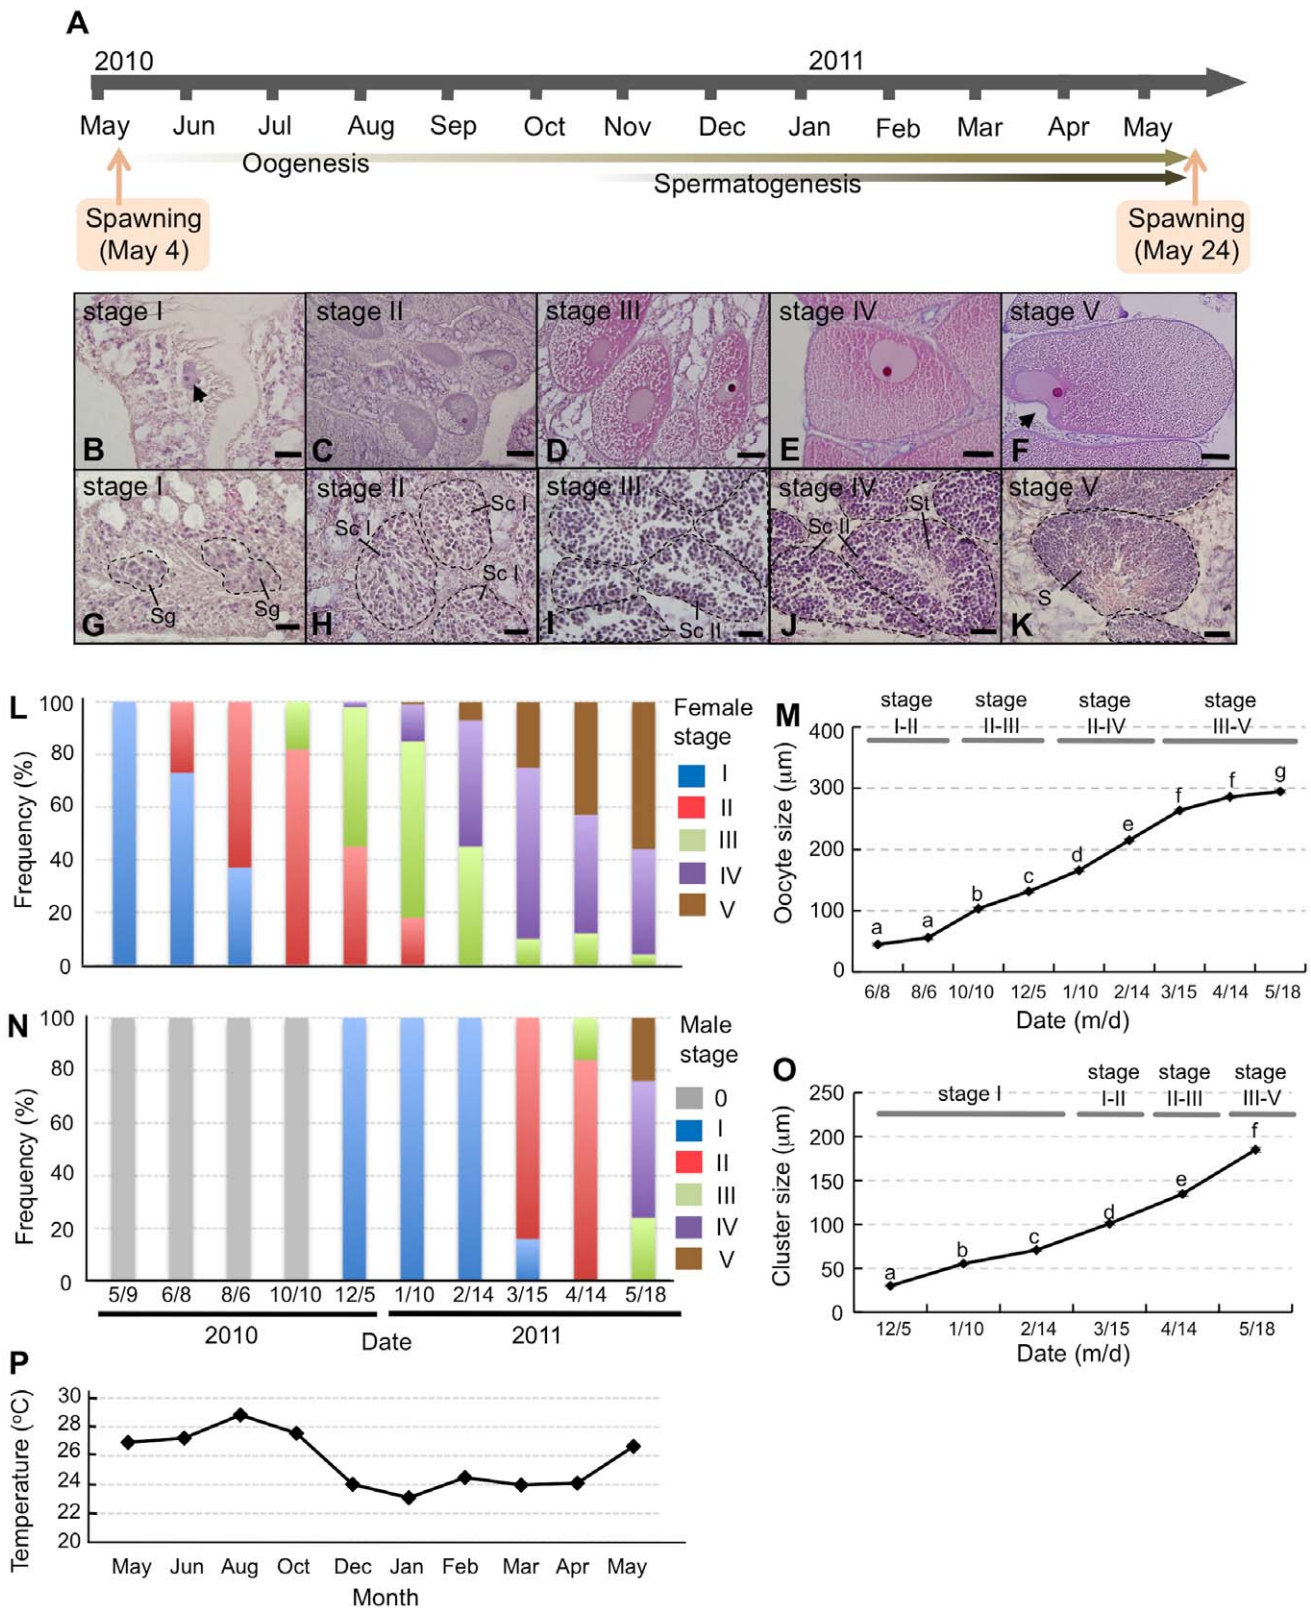 A
2010 2011
May Jun Jul Aug Sep Oct Nov Dec Jan Feb Mar Apr May
Oogenesis
Spermatogenesis
Spawning
(May 4)
Spawning
(May 24)
stage I stage II stage III stage IV stage V
B C D E F
stage I stage II stage III stage IV stage V
Sg Sg
Sc I Sc I Sc I
Sc II
Sc II St
S
G H I J K
L
Frequency (%)
100
80
60
40
20
0
Female
stage
I
II
III
IV
V
M
stage
I-II
stage
II-III
stage
II-IV
stage
III-V
Oocyte size (μm)
400
300
200
100
0
a a b c d e f f g
6/8 8/6 10/10 12/5 1/10 2/14 3/15 4/14 5/18
Date (m/d)
N
Frequency (%)
100
80
60
40
20
0
Male
stage
0
I
II
III
IV
V
5/9 6/8 8/6 10/10 12/5 1/10 2/14 3/15 4/14 5/18
2010 Date 2011
O
stage I
stage
I-II
stage
II-III
stage
III-V
Cluster size (μm)
250
200
150
100
50
0
a b c d e f
12/5 1/10 2/14 3/15 4/14 5/18
Date (m/d)
P
Temperature (ºC)
30
28
26
24
22
20
May Jun Aug Oct Dec Jan Feb Mar Apr May
Month